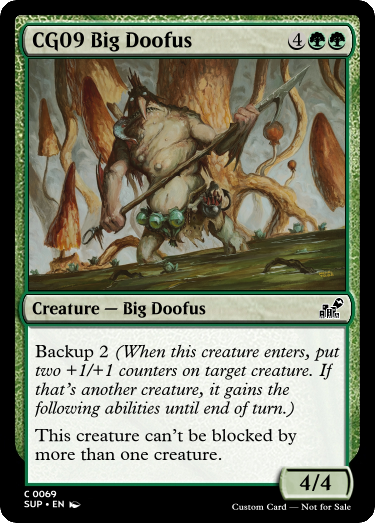 CG09 Big Doofus 4
Creature — Big Doofus
Backup 2 (When this creature enters, put
two +1/+1 counters on target creature. If
that's another creature, it gains the
following abilities until end of turn.)
This creature can't be blocked by
more than one creature.
4/4
C 0069
SUP • EN
Custom Card — Not for Sale